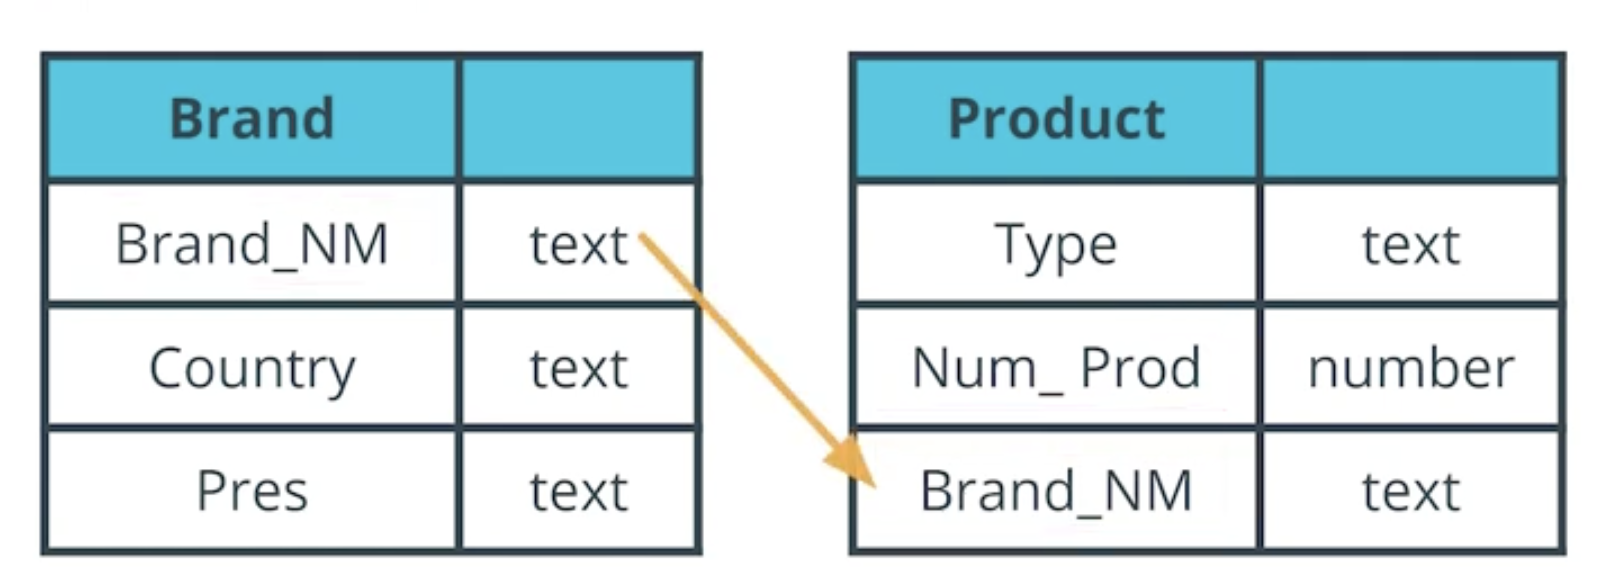 Brand
Brand_NM text
Country text
Pres text
Product
Type text
Num_ Prod number
Brand_NM text